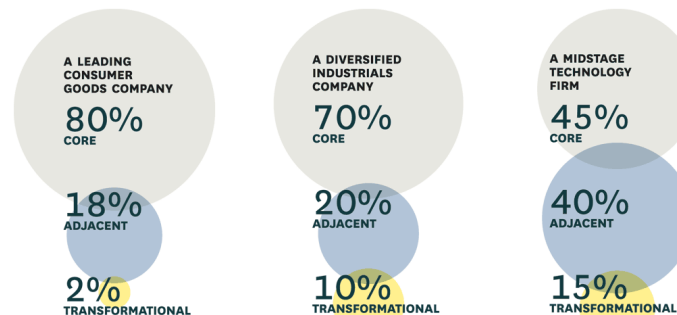 A LEADING
CONSUMER
GOODS COMPANY
80%
CORE
18%
ADJACENT
2%
TRANSFORMATIONAL
A DIVERSIFIED
INDUSTRIALS
COMPANY
70%
CORE
20%
ADJACENT
10%
TRANSFORMATIONAL
A MIDSTAGE
TECHNOLOGY
FIRM
45%
CORE
40%
ADJACENT
15%
TRANSFORMATIONAL